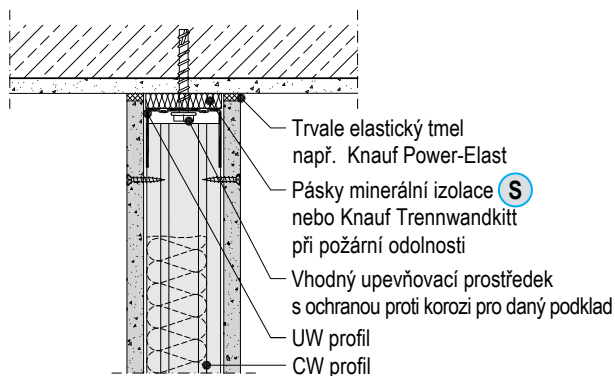 Trvale elastický tmel
např. Knauf Power-Elast
Pásky minerální izolace S
nebo Knauf Trennwandkitt
při požární odolnosti
Vhodný upevňovací prostředek
s ochranou proti korozi pro daný podklad
UW profil
CW profil